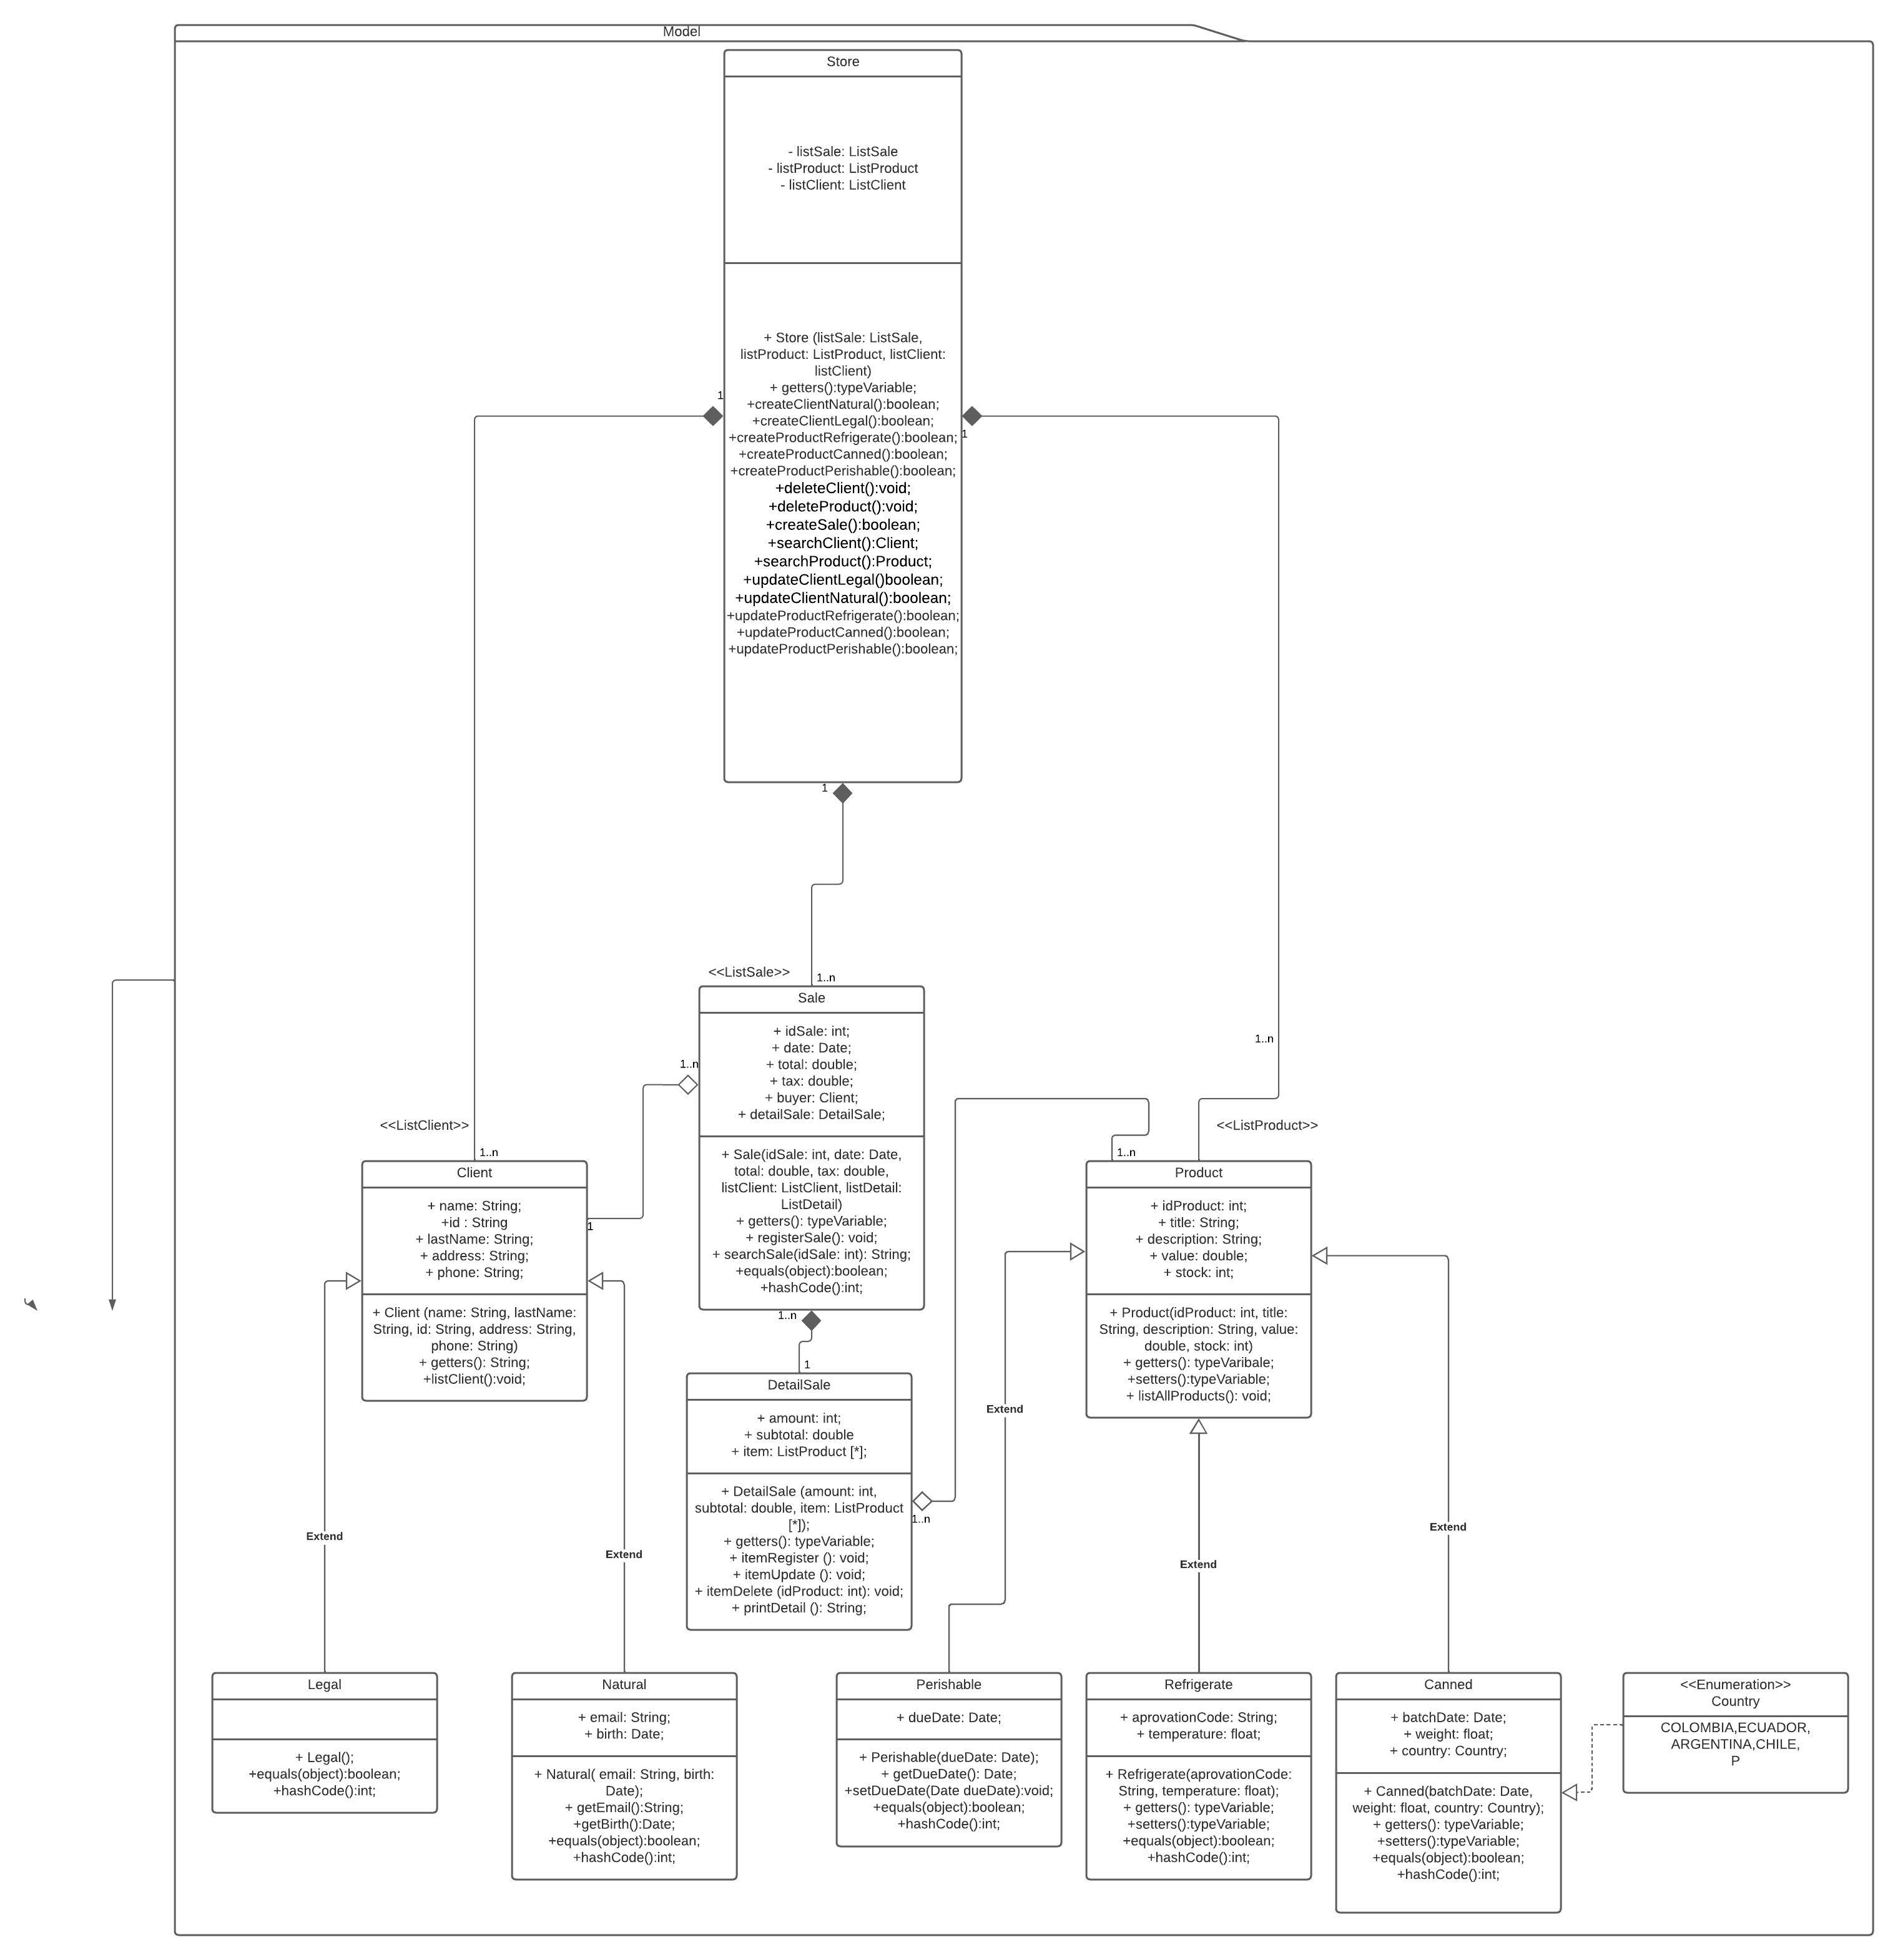 Model
Store
- listSale: ListSale
- listProduct: ListProduct
- listClient: ListClient
+ Store (listSale: ListSale,
listProduct: ListProduct, listClient:
listClient)
+ getters():typeVariable;
+createClientNatural():boolean;
+createClientLegal():boolean;
+createProductRefrigerate():boolean;
+createProductCanned():boolean;
+createProductPerishable():boolean;
+deleteClient():void;
+deleteProduct():void;
+createSale():boolean;
+searchClient():Client;
+searchProduct():Product;
+updateClientLegal()boolean;
+updateClientNatural():boolean;
+updateProductRefrigerate():boolean;
+updateProductCanned():boolean;
+updateProductPerishable():boolean;
1
1
1
<<ListSale>>
1..n
Sale
+ idSale: int;
+ date: Date;
+ total: double;
+ tax: double;
+ buyer: Client;
+ detailSale: DetailSale;
+ Sale(idSale: int, date: Date,
total: double, tax: double,
listClient: ListClient, listDetail:
ListDetail)
+ getters(): typeVariable;
+ registerSale(): void;
+ searchSale(idSale: int): String;
+equals(object):boolean;
+hashCode():int;
1..n
1..n
<<ListClient>>
1..n
Client
+ name: String;
+id : String
+ lastName: String;
+ address: String;
+ phone: String;
+ Client (name: String, lastName:
String, id: String, address: String,
phone: String)
+ getters(): String;
+listClient():void;
1
1..n
<<ListProduct>>
1..n
Product
+ idProduct: int;
+ title: String;
+ description: String;
+ value: double;
+ stock: int;
+ Product(idProduct: int, title:
String, description: String, value:
double, stock: int)
+ getters(): typeVaribale;
+setters():typeVariable;
+ listAllProducts(): void;
1
DetailSale
+ amount: int;
+ subtotal: double
+ item: ListProduct [*];
+ DetailSale (amount: int,
subtotal: double, item: ListProduct
[*]);
+ getters(): typeVariable;
+ itemRegister (): void;
+ itemUpdate (): void;
+ itemDelete (idProduct: int): void;
+ printDetail (): String;
1..n
Extend
Extend
Extend
Extend
Extend
Legal
+ Legal();
+equals(object):boolean;
+hashCode():int;
Natural
+ email: String;
+ birth: Date;
+ Natural( email: String, birth:
Date);
+ getEmail():String;
+getBirth():Date;
+equals(object):boolean;
+hashCode():int;
Perishable
+ dueDate: Date;
+ Perishable(dueDate: Date);
+ getDueDate(): Date;
+setDueDate(Date dueDate):void;
+equals(object):boolean;
+hashCode():int;
Refrigerate
+ aprovationCode: String;
+ temperature: float;
+ Refrigerate(aprovationCode:
String, temperature: float);
+ getters(): typeVariable;
+setters():typeVariable;
+equals(object):boolean;
+hashCode():int;
Canned
+ batchDate: Date;
+ weight: float;
+ country: Country;
+ Canned(batchDate: Date,
weight: float, country: Country);
+ getters(): typeVariable;
+setters():typeVariable;
+equals(object):boolean;
+hashCode():int;
<<Enumeration>>
Country
COLOMBIA,ECUADOR,
ARGENTINA,CHILE,
P